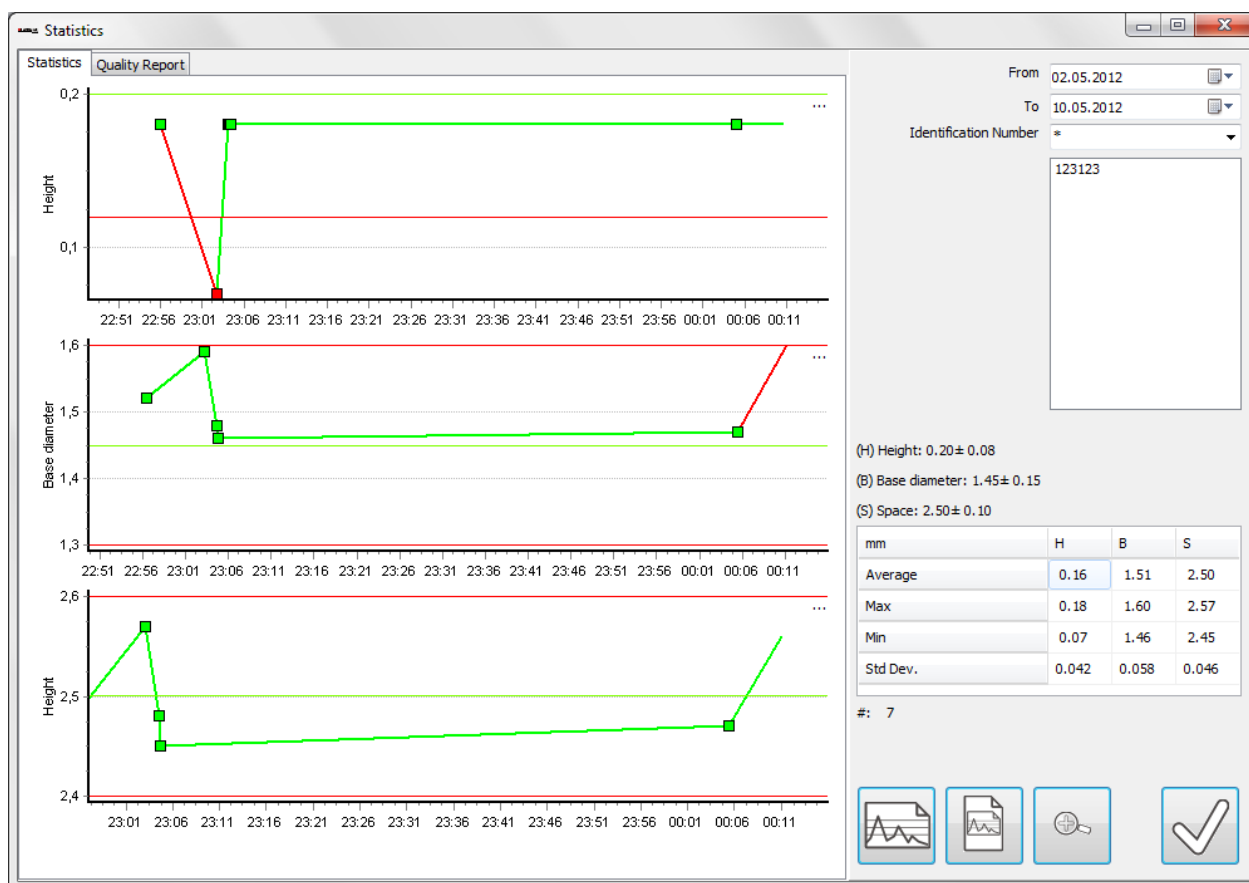 Statistics
Statistics Quality Report
0,2
...
Height
0,1
22:51 22:56 23:01 23:06 23:11 23:16 23:21 23:26 23:31 23:36 23:41 23:46 23:51 23:56 00:01 00:06 00:11
1,6
...
1,5
Base diameter
1,4
1,3
22:51 22:56 23:01 23:06 23:11 23:16 23:21 23:26 23:31 23:36 23:41 23:46 23:51 23:56 00:01 00:06 00:11
2,6
...
Height
2,5
2,4
23:01 23:06 23:11 23:16 23:21 23:26 23:31 23:36 23:41 23:46 23:51 23:56 00:01 00:06 00:11
From 02.05.2012
To 10.05.2012
Identification Number *
123123
(H) Height: 0.20± 0.08
(B) Base diameter: 1.45± 0.15
(S) Space: 2.50± 0.10
mm H B S
Average 0.16 1.51 2.50
Max 0.18 1.60 2.57
Min 0.07 1.46 2.45
Std Dev. 0.042 0.058 0.046
#: 7